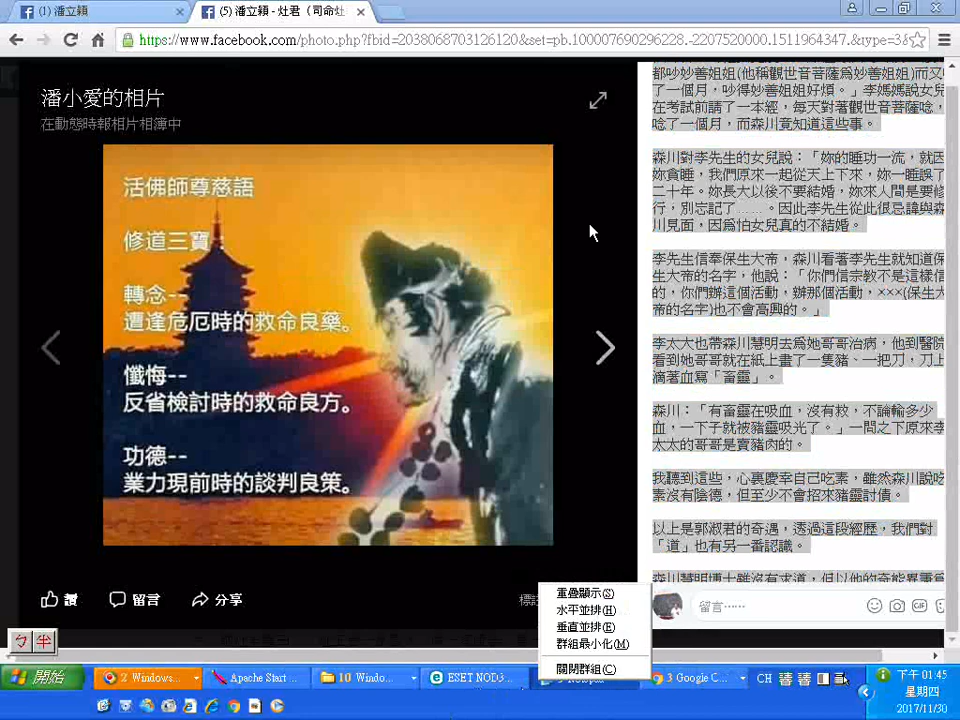 (1) 潘立穎
(5) 潘立穎 - 灶君（司命灶
https://www.facebook.com/photo.php?fbid=2038068703126120&set=pb.100007690296228.-2207520000.1511964347.&type=3&
潘小愛的相片
在動態時報相片相簿中
活佛師尊慈語
修道三寶
轉念--
遭逢危厄時的救命良藥。
懺悔--
反省檢討時的救命良方。
功德--
業力現前時的談判良策。
讚
留言
分享
標記
都吵妙善姐姐(他稱觀世音菩薩爲妙善姐姐)而又
了一個月，吵得妙善姐姐好煩。」李媽媽說女兒
在考試前請了一本經，每天對著觀世音菩薩唸，
唸了一個月，而森川竟知道這些事。
森川對李先生的女兒說：「妳的睡功一流，就因
妳貪睡，我們原來一起從天上下來，妳一睡誤了
二十年。妳長大以後不要結婚，妳來人間是要修
行，別忘記了……。因此李先生從此很忌諱與森
川見面，因爲怕女兒真的不結婚。
李先生信奉保生大帝，森川看著李先生就知道保
生大帝的名字，他說：「你們信宗教不是這樣信
的，你們辦這個活動，辦那個活動，×××(保生大
帝的名字)也不會高興的。」
李太太也帶森川慧明去爲她哥哥治病，他到醫院
看到她哥哥就在紙上畫了一隻豬、一把刀，刀上
滴著血寫「畜靈」。
森川：「有畜靈在吸血，沒有救，不論輸多少
血，一下子就被豬靈吸光了。」一問之下原來李
太太的哥哥是賣豬肉的。
我聽到這些，心裏慶幸自己吃素，雖然森川說吃
素沒有陰德，但至少不會招來豬靈討債。
以上是郭淑君的奇遇，透過這段經歷，我們對
「道」也有另一番認識。
森川慧明博士雖沒有求道，但以他的奇能異稟爲
留言……
GIF
重疊顯示(S)
水平並排(H)
垂直並排(E)
群組最小化(M)
關閉群組(C)
ㄅ 半
開始
2 Windows...
Apache Start ...
10 Windo...
ESET NOD3...
3 Notepad
3 Google C...
CH
下午 01:45
星期四
2017/11/30